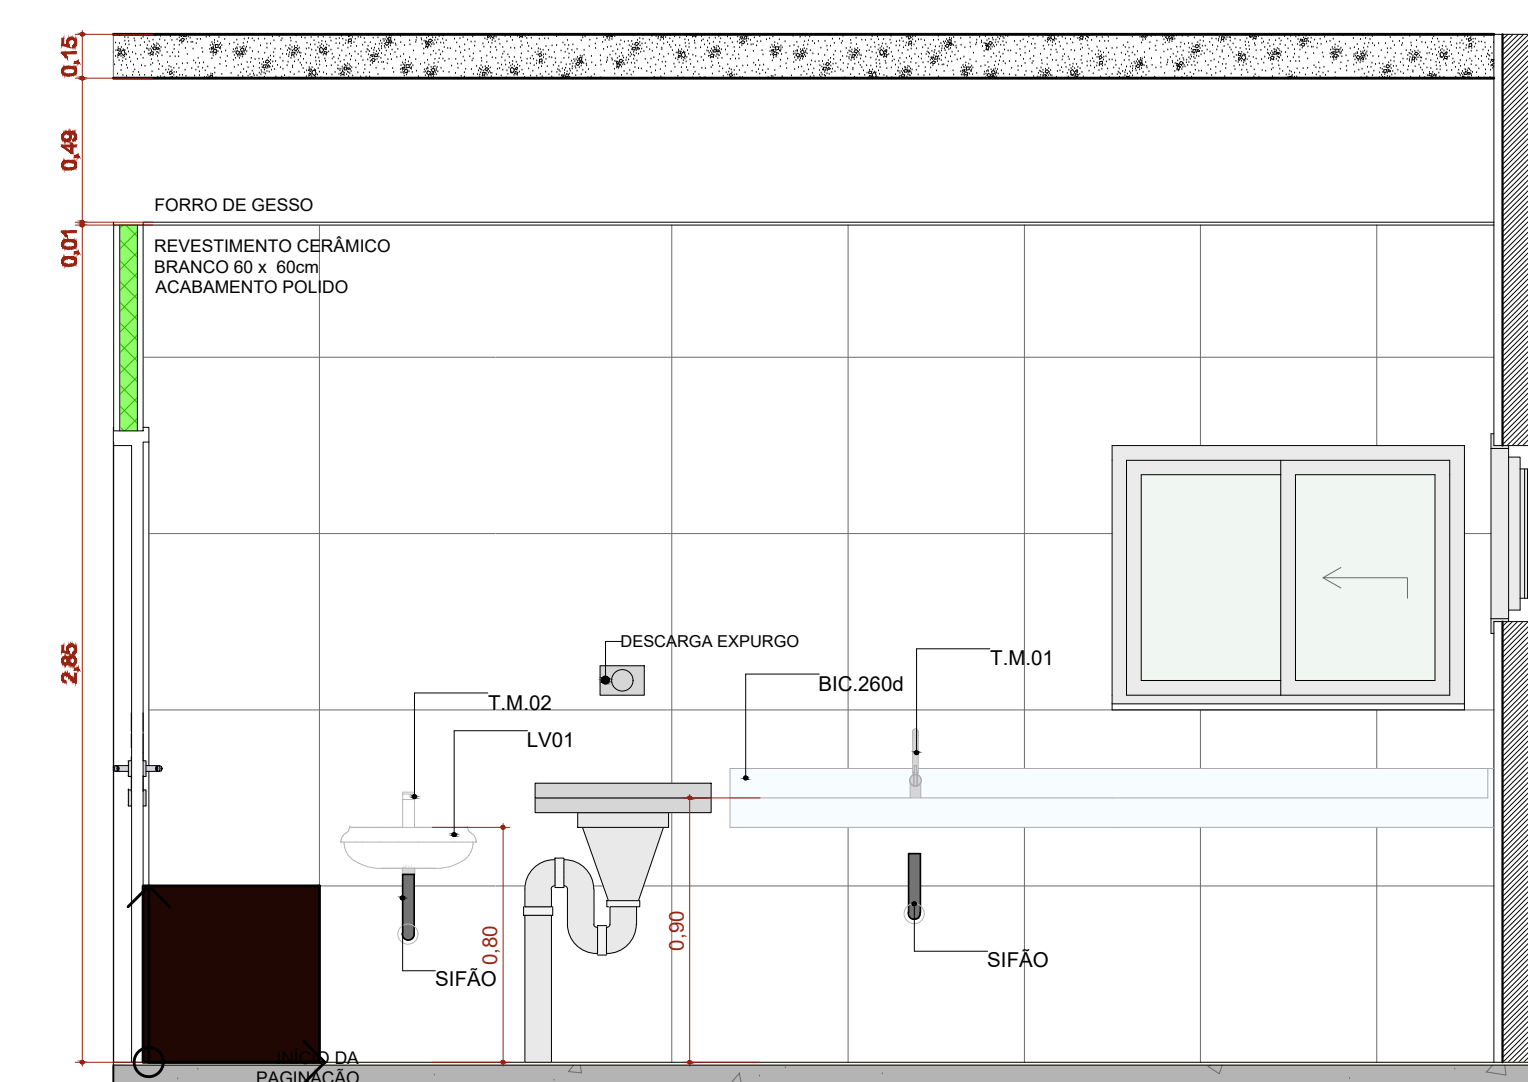 0,15
0,49
FORRO DE GESSO
0,01
REVESTIMENTO CERÂMICO
BRANCO 60 x 60cm
ACABAMENTO POLIDO
DESCARGA EXPURGO
T.M.01
2,85
BIC.260d
T.M.02
LV01
0,80
0,90
SIFÃO
SIFÃO
INÍCIO DA
PAGINAÇÃO